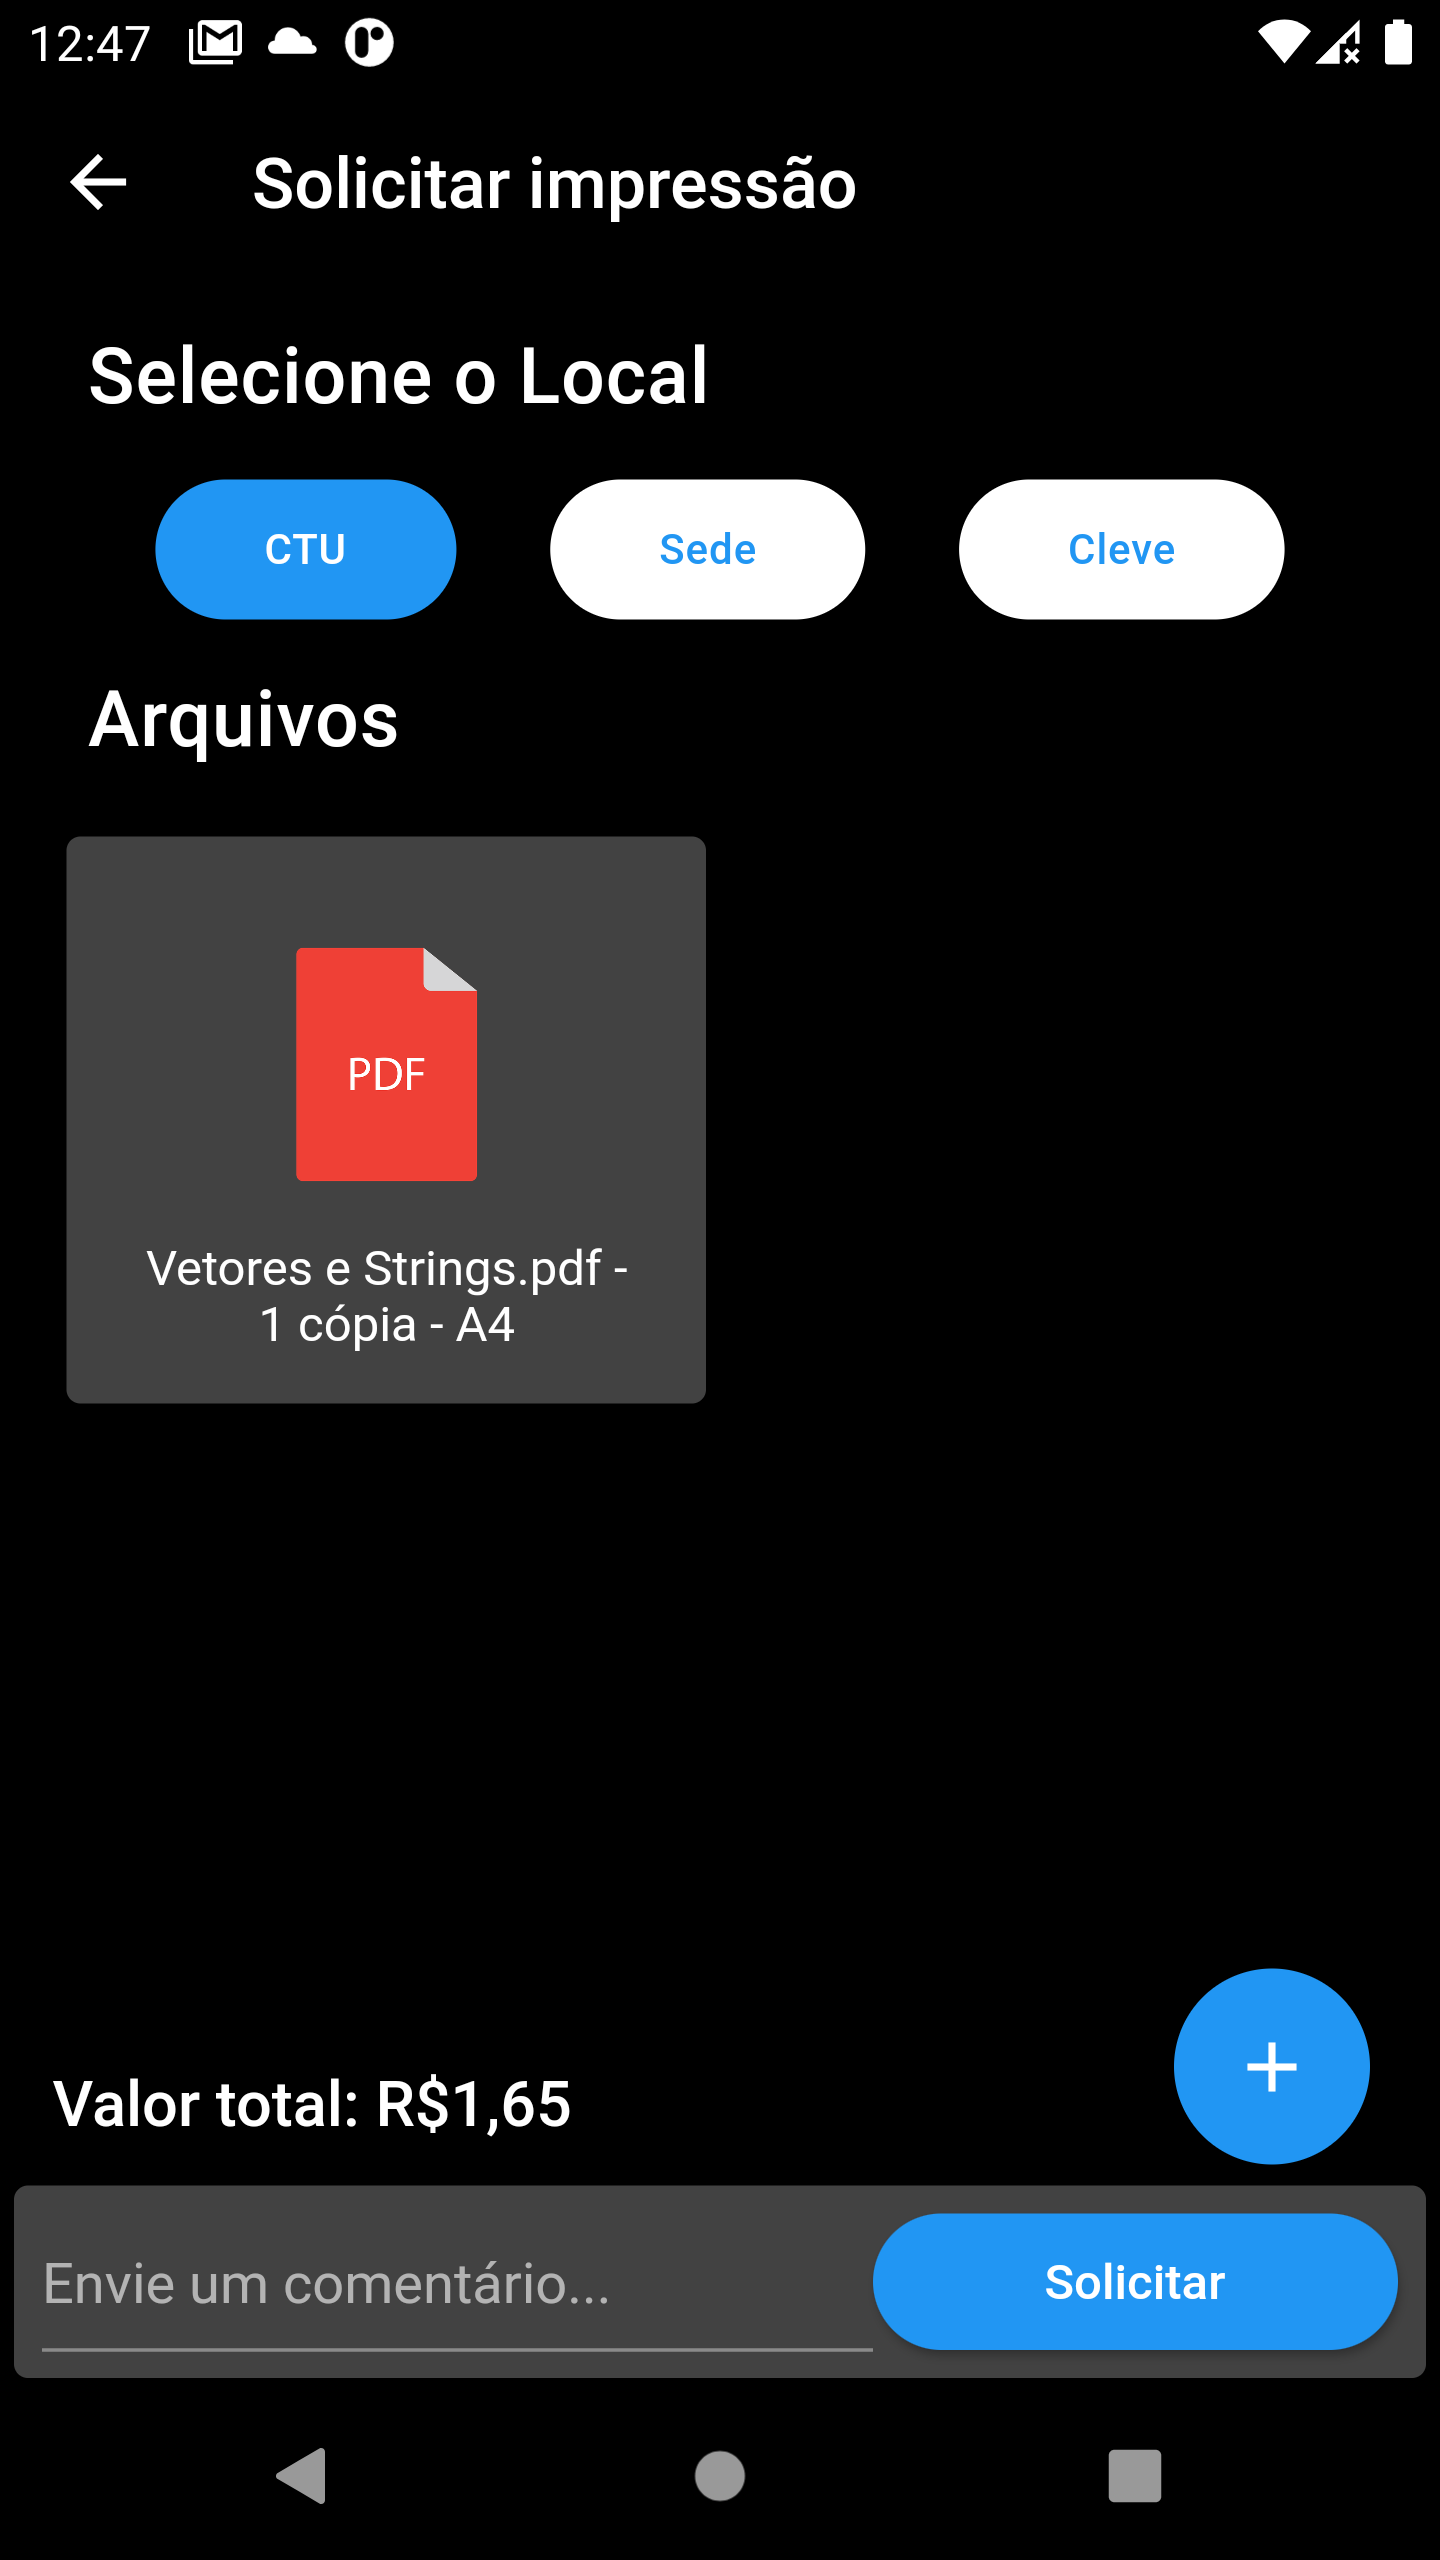 12:47
Solicitar impressão
Selecione o Local
CTU
Sede
Cleve
Arquivos
PDF
Vetores e Strings.pdf -
1 cópia - A4
Valor total: R$1,65
Envie um comentário...
Solicitar